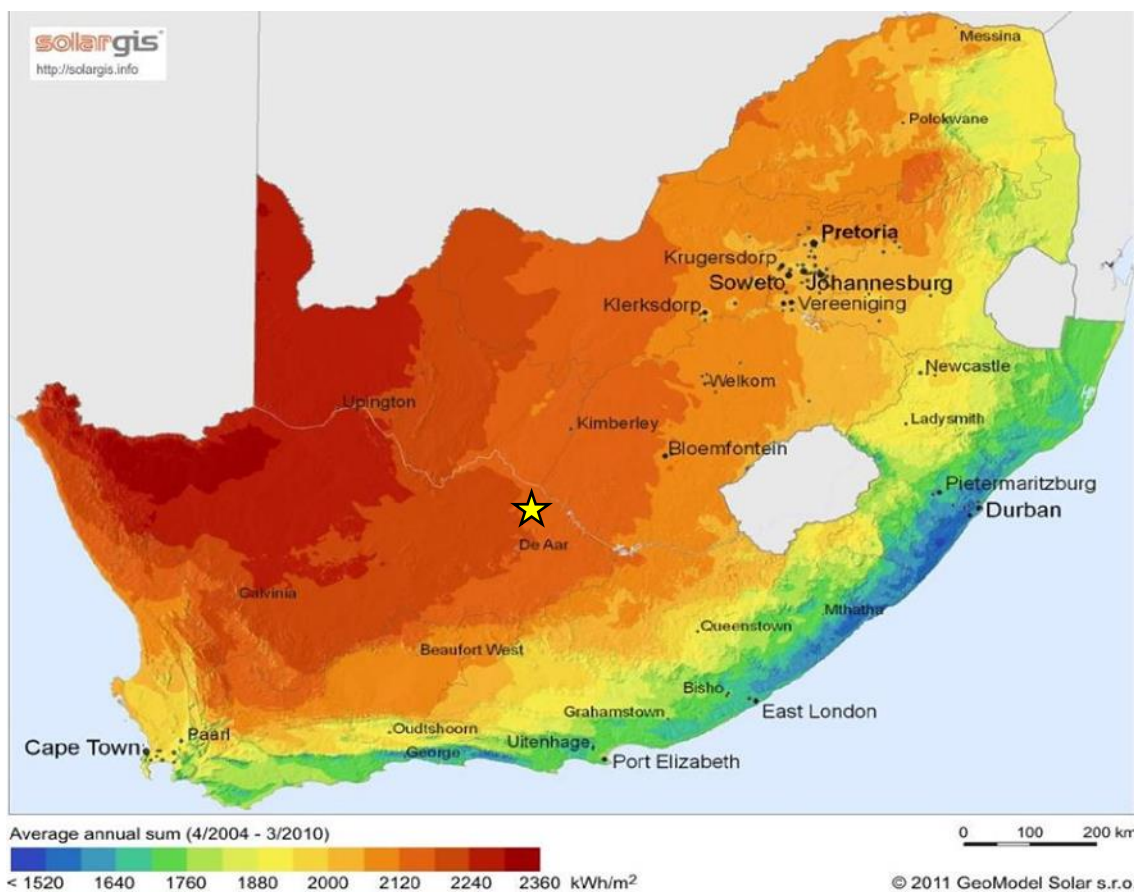 solargis
http://solargis.info
Messina
Polokwane
Pretoria
Krugersdorp
Soweto Johannesburg
Klerksdorp Vereeniging
Welkom Newcastle
Upington
Kimberley Ladysmith
Bloemfontein
Pietermaritzburg
Durban
De Aar
Calvinia
Mthatha
Queenstown
Beaufort West
Bisho
Grahamstown East London
Oudtshoorn
Paarl
Cape Town George Uitenhage
Port Elizabeth
Average annual sum (4/2004 - 3/2010)
0 100 200 km
< 1520 1640 1760 1880 2000 2120 2240 2360 kWh/m²
© 2011 GeoModel Solar s.r.o